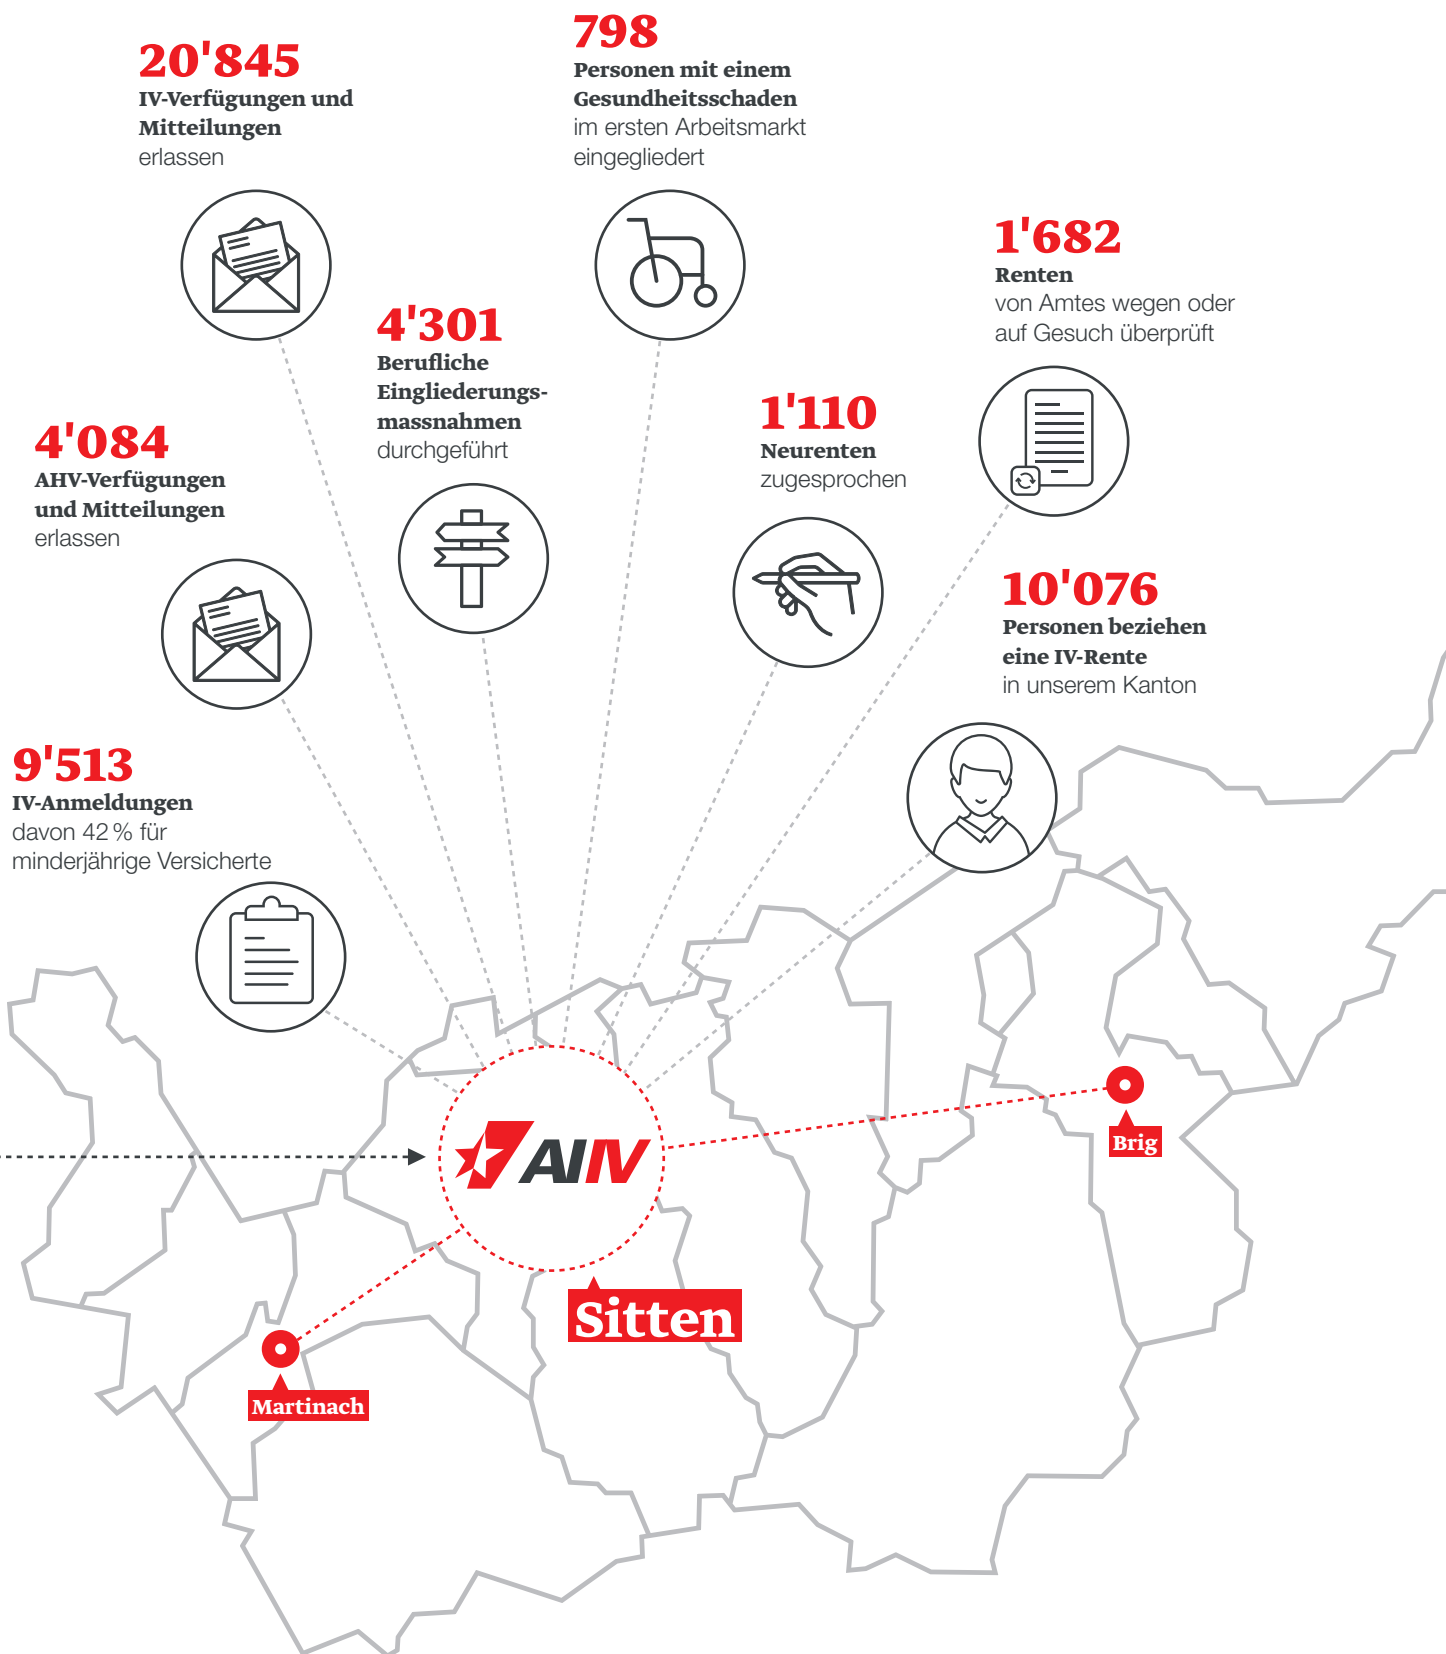 20'845
IV-Verfügungen und
Mitteilungen
erlassen
798
Personen mit einem
Gesundheitsschaden
im ersten Arbeitsmarkt
eingegliedert
1'682
Renten
von Amtes wegen oder
auf Gesuch überprüft
4'301
Berufliche
Eingliederungs-
massnahmen
durchgeführt
1'110
Neurenten
zugesprochen
4'084
AHV-Verfügungen
und Mitteilungen
erlassen
10'076
Personen beziehen
eine IV-Rente
in unserem Kanton
9'513
IV-Anmeldungen
davon 42 % für
minderjährige Versicherte
AIIV
Brig
Sitten
Martinach